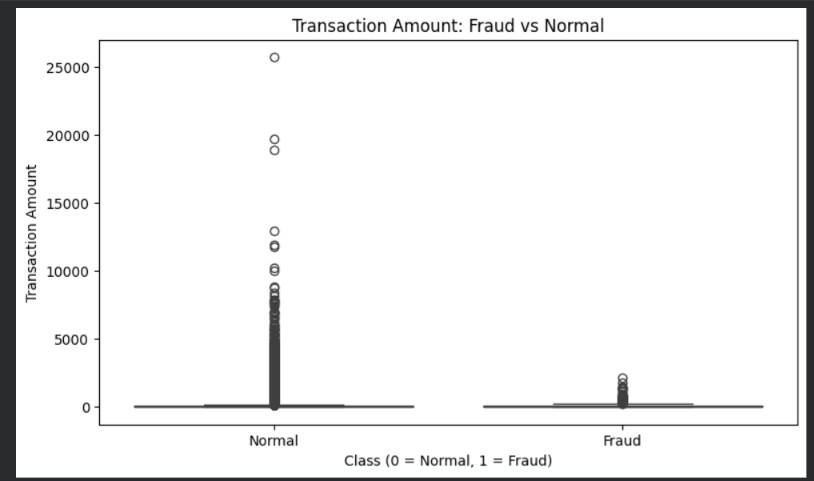 Transaction Amount: Fraud vs Normal
25000
20000
15000
10000
5000
0
Transaction Amount
Normal Fraud
Class (0 = Normal, 1 = Fraud)